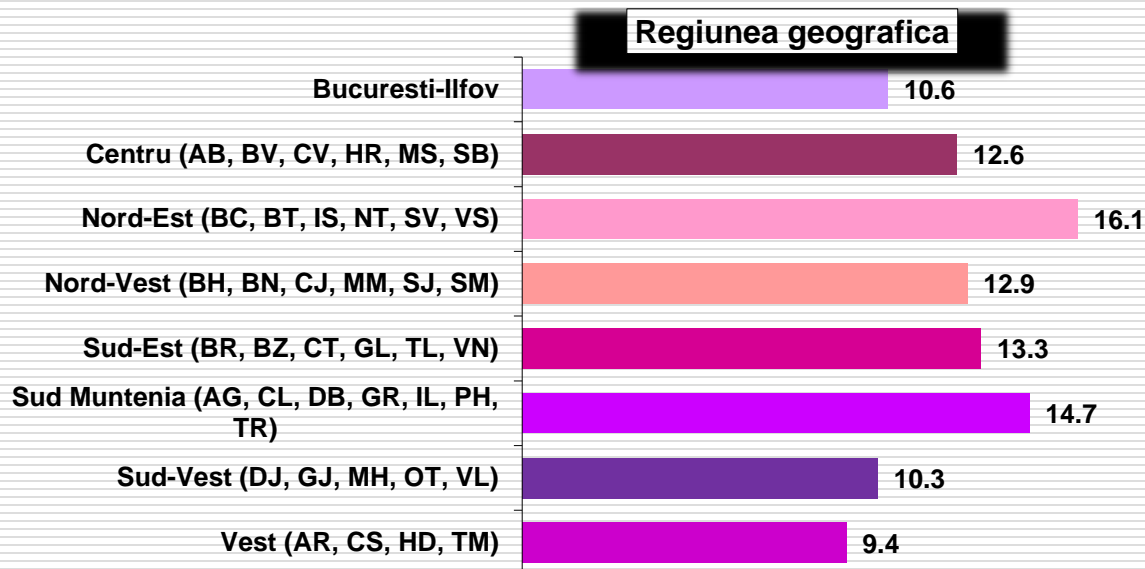 Regiunea geografica
Bucuresti-Ilfov
10.6
Centru (AB, BV, CV, HR, MS, SB)
12.6
Nord-Est (BC, BT, IS, NT, SV, VS)
16.1
Nord-Vest (BH, BN, CJ, MM, SJ, SM)
12.9
Sud-Est (BR, BZ, CT, GL, TL, VN)
13.3
Sud Muntenia (AG, CL, DB, GR, IL, PH,
TR)
14.7
Sud-Vest (DJ, GJ, MH, OT, VL)
10.3
Vest (AR, CS, HD, TM)
9.4